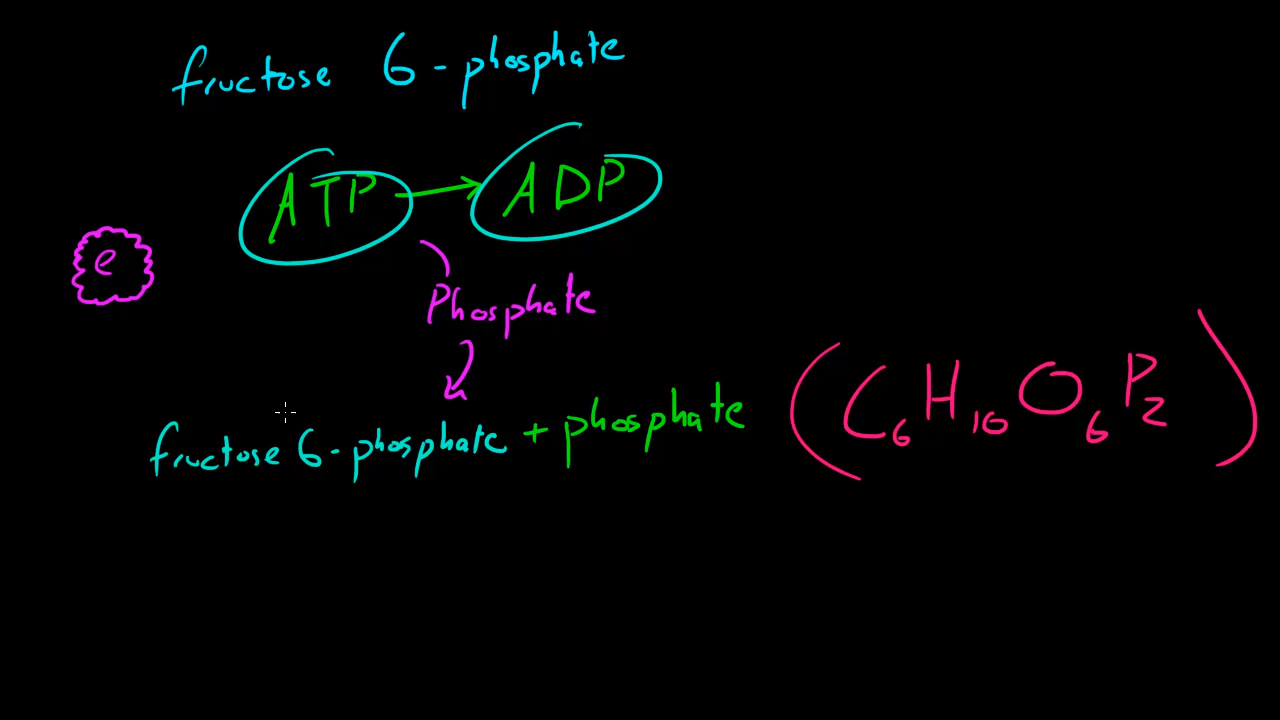 fructose 6-phosphate
ATP → ADP
e
Phosphate
fructose 6-phosphate + phosphate (C₆H₁₀O₆P₂)